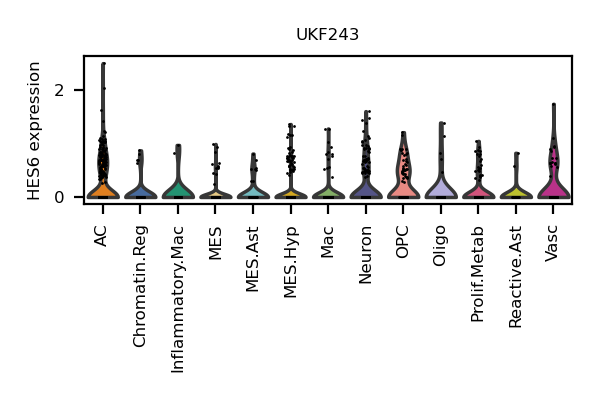 UKF243
HES6 expression
2
0
AC
Chromatin.Reg
Inflammatory.Mac
MES
MES.Ast
MES.Hyp
Mac
Neuron
OPC
Oligo
Prolif.Metab
Reactive.Ast
Vasc